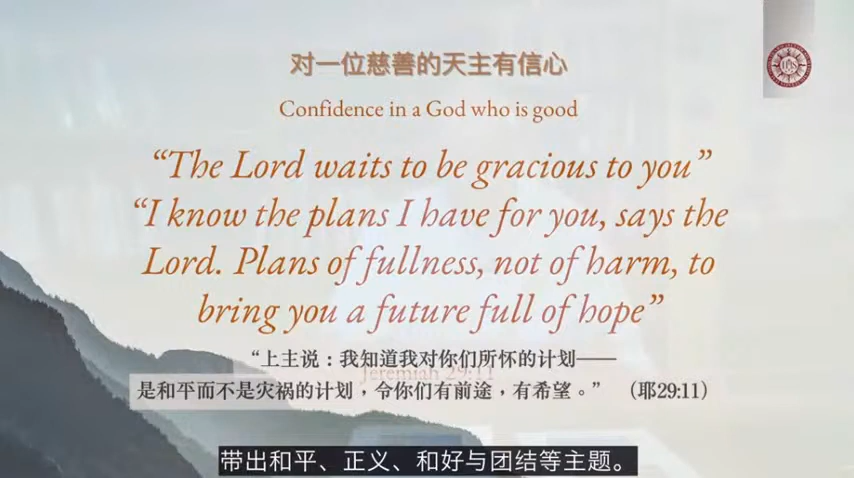 对一位慈善的天主有信心
Confidence in a God who is good
“The Lord waits to be gracious to you”
“I know the plans I have for you, says the
Lord. Plans of fullness, not of harm, to
bring you a future full of hope”
“上主说：我知道我对你们所怀的计划——
Jeremiah 29:11
是和平而不是灾祸的计划，令你们有前途，有希望。” （耶29:11）
带出和平、正义、和好与团结等主题。
IHS